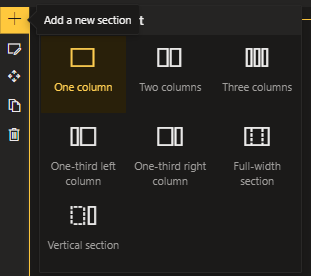 Add a new section
t
One column
Two columns
Three columns
One-third left
column
One-third right
column
Full-width
section
Vertical section